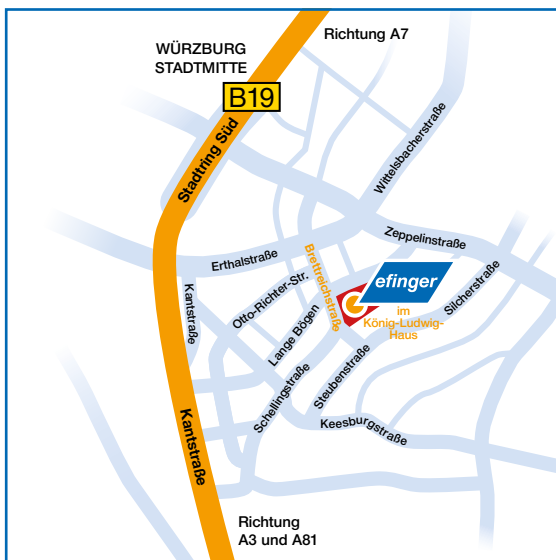 Richtung A7
WÜRZBURG
STADTMITTE
B19
Stadtring Süd
Wittelsbacherstraße
Zeppelinstraße
Erthalstraße
Brettreichstraße
efinger
Silcherstraße
Kantstraße
Otto-Richter-Str.
im
König-Ludwig-
Haus
Lange Bögen
Schellingstraße
Steubenstraße
Keesburgstraße
Kantstraße
Richtung
A3 und A81